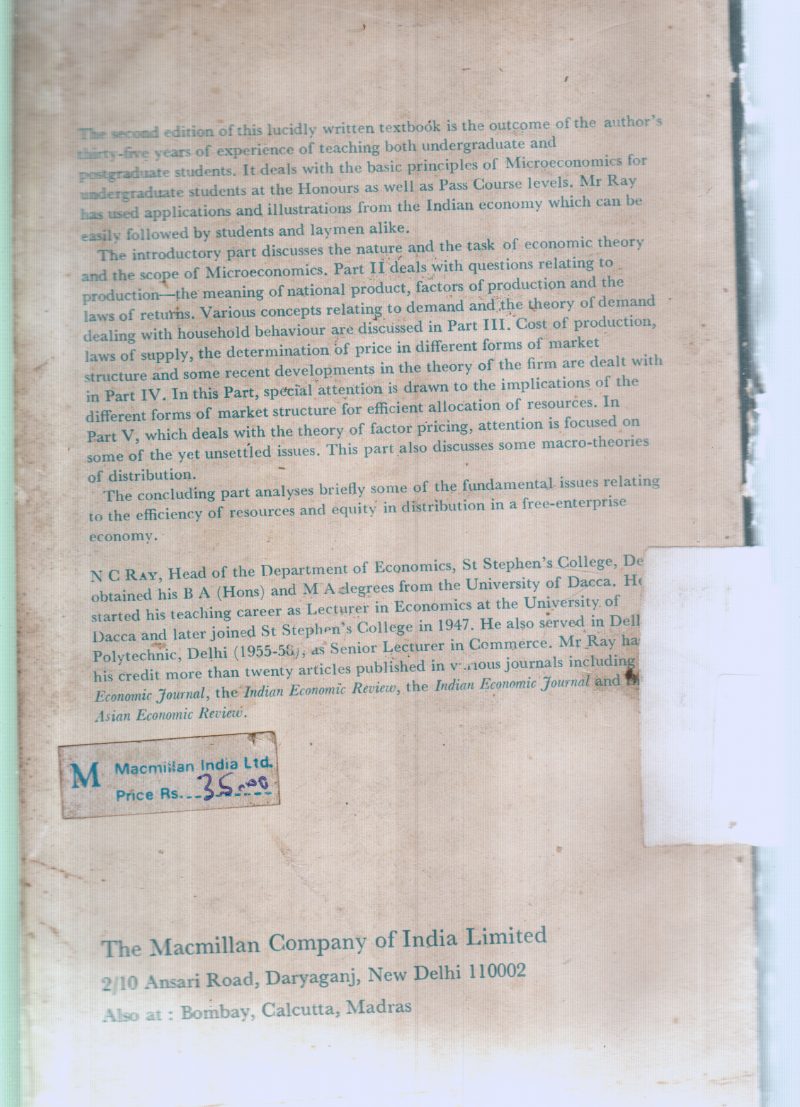 The second edition of this lucidly written textbook is the outcome of the author's
thirty-five years of experience of teaching both undergraduate and
postgraduate students. It deals with the basic principles of Microeconomics for
undergraduate students at the Honours as well as Pass Course levels. Mr Ray
has used applications and illustrations from the Indian economy which can be
easily followed by students and laymen alike.
The introductory part discusses the nature and the task of economic theory
and the scope of Microeconomics. Part II deals with questions relating to
production—the meaning of national product, factors of production and the
laws of returns. Various concepts relating to demand and the theory of demand
dealing with household behaviour are discussed in Part III. Cost of production,
laws of supply, the determination of price in different forms of market
structure and some recent developments in the theory of the firm are dealt with
in Part IV. In this Part, special attention is drawn to the implications of the
different forms of market structure for efficient allocation of resources. In
Part V, which deals with the theory of factor pricing, attention is focused on
some of the yet unsettled issues. This part also discusses some macro-theories
of distribution.
The concluding part analyses briefly some of the fundamental issues relating
to the efficiency of resources and equity in distribution in a free-enterprise
economy.
N C RAY, Head of the Department of Economics, St Stephen's College, De
obtained his B A (Hons) and M A degrees from the University of Dacca. He
started his teaching career as Lecturer in Economics at the University of
Dacca and later joined St Stephen's College in 1947. He also served in Del
Polytechnic, Delhi as Senior Lecturer in Commerce. Mr Ray ha
his credit more than twenty articles published in various journals including
Economic Journal, the Indian Economic Review, the Indian Economic Journal and
Asian Economic Review.
M Macmillan India Ltd.
Price Rs. 35.00
The Macmillan Company of India Limited
2/10 Ansari Road, Daryaganj, New Delhi 110002
Also at : Bombay, Calcutta, Madras